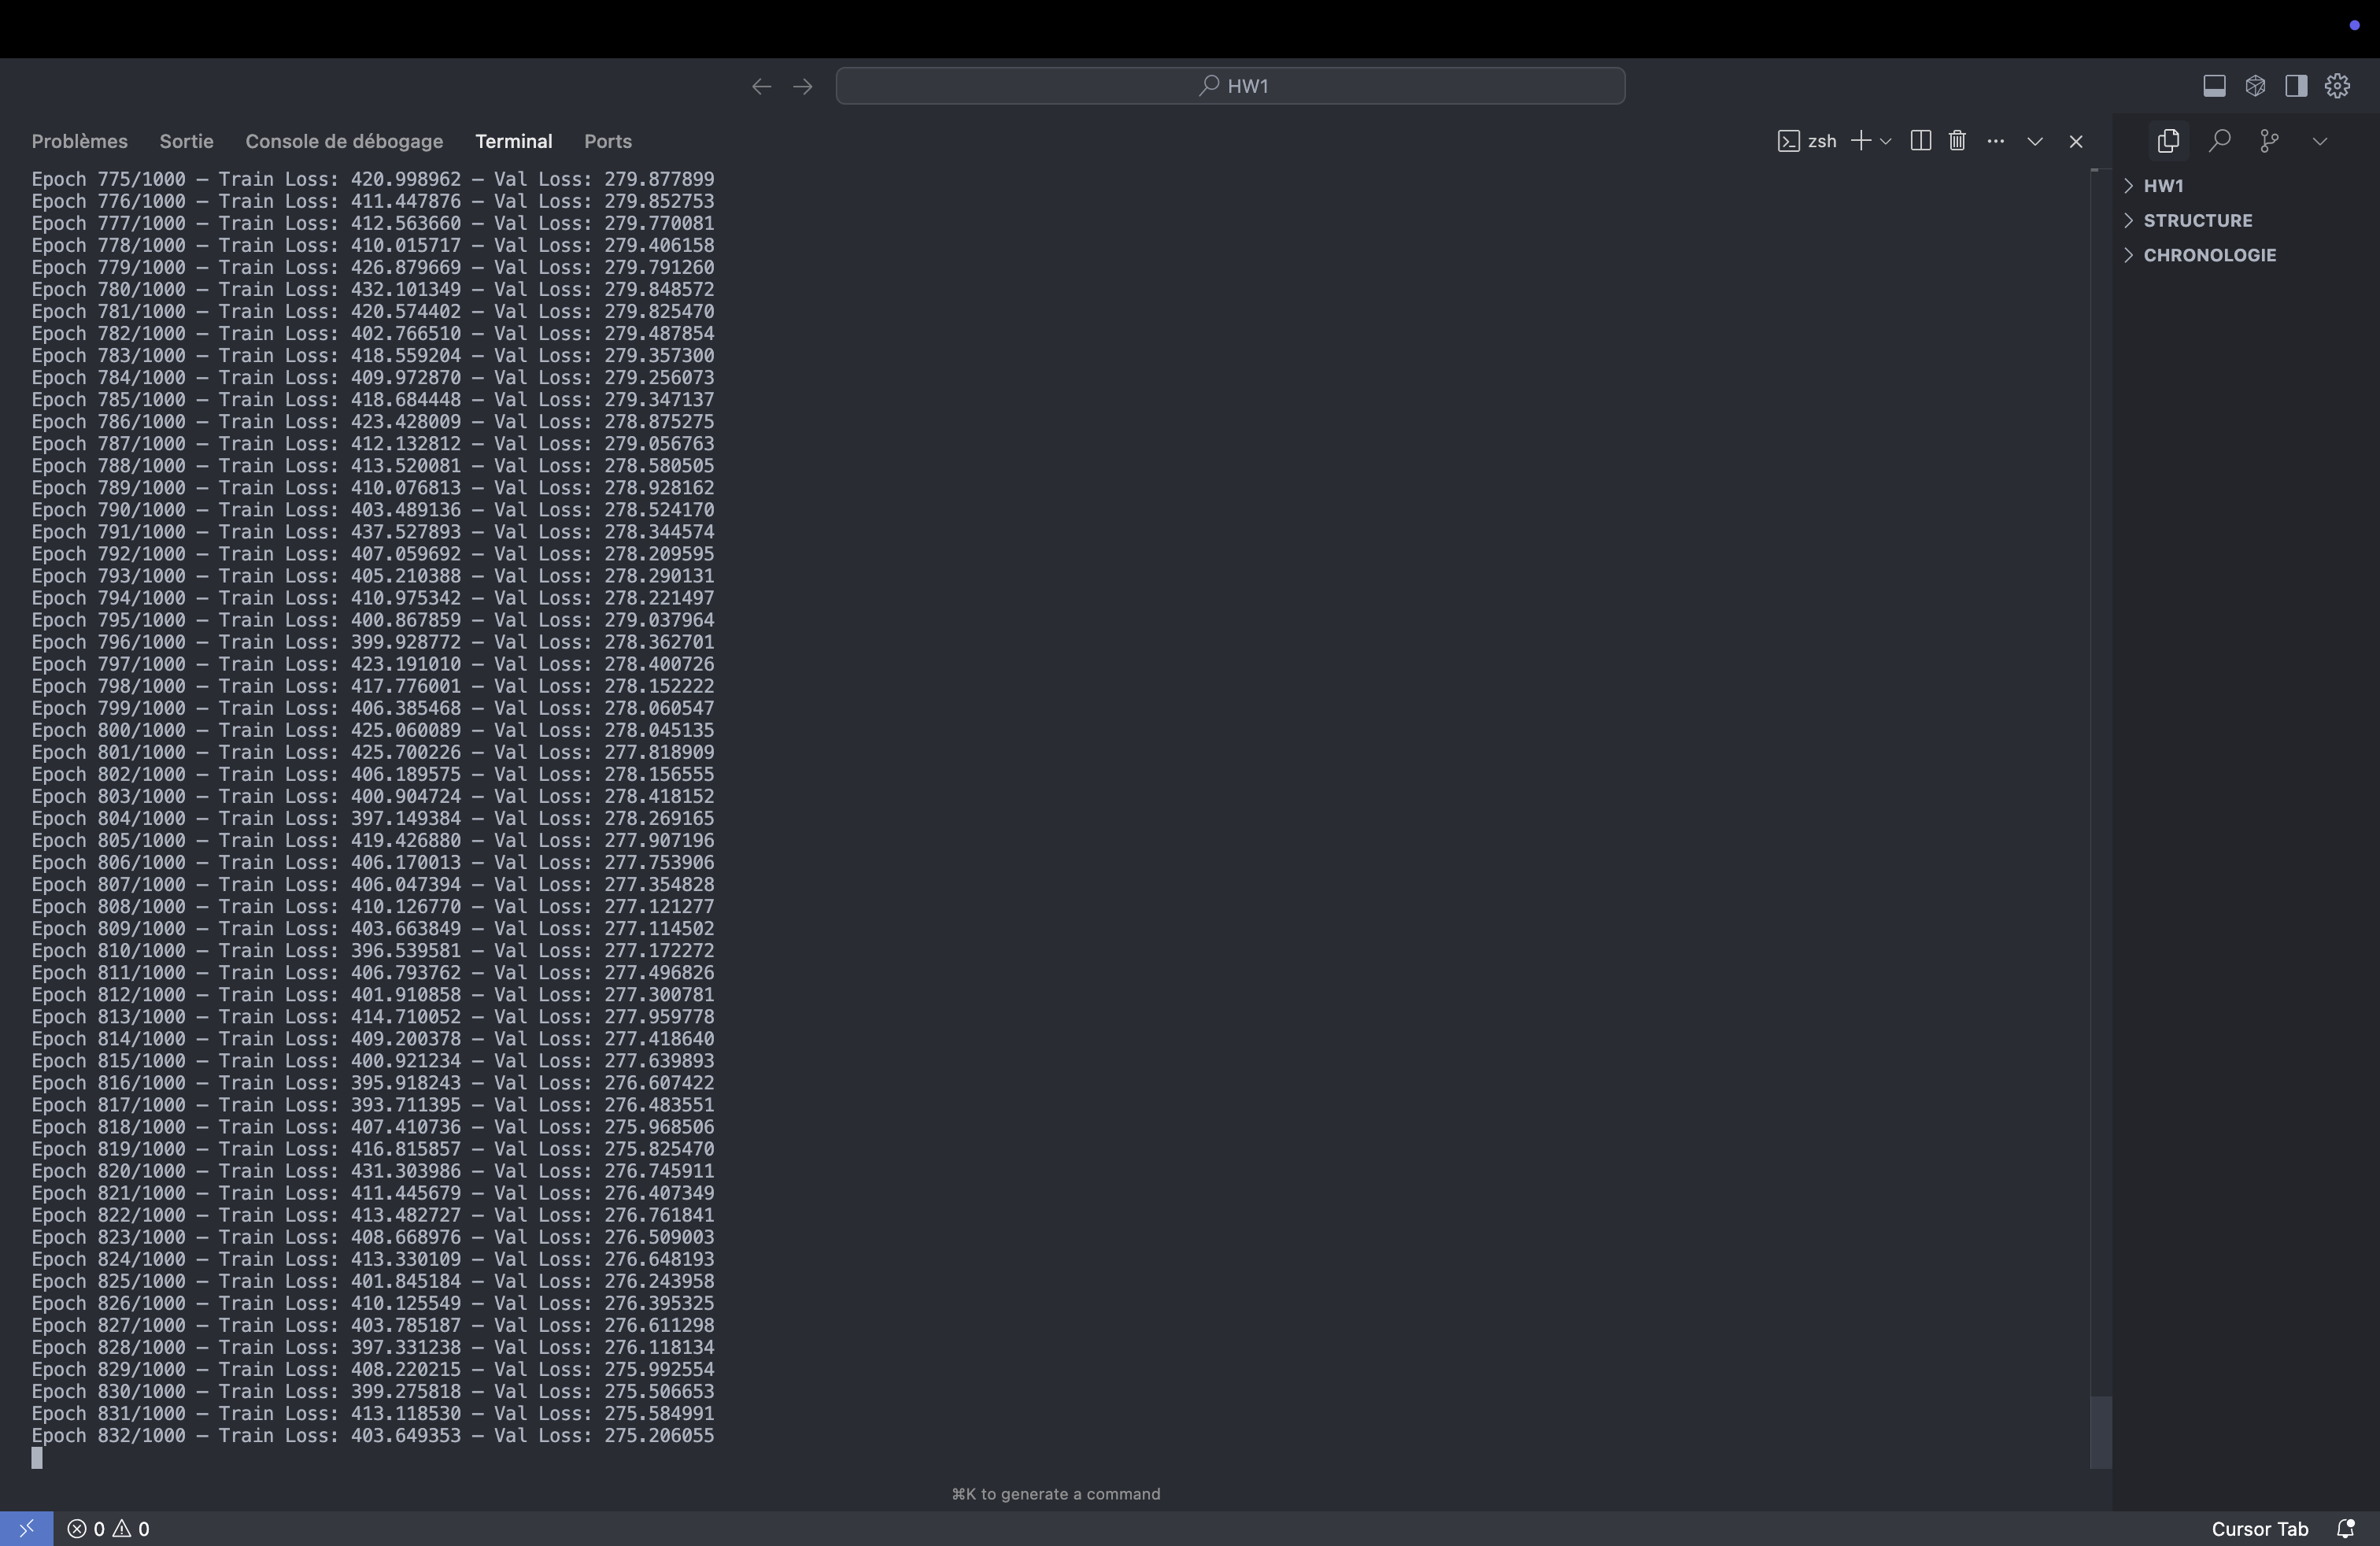 HW1
Problèmes Sortie Console de débogage Terminal Ports zsh
Epoch 775/1000 — Train Loss: 420.998962 — Val Loss: 279.877899
Epoch 776/1000 — Train Loss: 411.447876 — Val Loss: 279.852753
Epoch 777/1000 — Train Loss: 412.563660 — Val Loss: 279.770081
Epoch 778/1000 — Train Loss: 410.015717 — Val Loss: 279.406158
Epoch 779/1000 — Train Loss: 426.879669 — Val Loss: 279.791260
Epoch 780/1000 — Train Loss: 432.101349 — Val Loss: 279.848572
Epoch 781/1000 — Train Loss: 420.574402 — Val Loss: 279.825470
Epoch 782/1000 — Train Loss: 402.766510 — Val Loss: 279.487854
Epoch 783/1000 — Train Loss: 418.559204 — Val Loss: 279.357300
Epoch 784/1000 — Train Loss: 409.972870 — Val Loss: 279.256073
Epoch 785/1000 — Train Loss: 418.684448 — Val Loss: 279.347137
Epoch 786/1000 — Train Loss: 423.428009 — Val Loss: 278.875275
Epoch 787/1000 — Train Loss: 412.132812 — Val Loss: 279.056763
Epoch 788/1000 — Train Loss: 413.520081 — Val Loss: 278.580505
Epoch 789/1000 — Train Loss: 410.076813 — Val Loss: 278.928162
Epoch 790/1000 — Train Loss: 403.489136 — Val Loss: 278.524170
Epoch 791/1000 — Train Loss: 437.527893 — Val Loss: 278.344574
Epoch 792/1000 — Train Loss: 407.059692 — Val Loss: 278.209595
Epoch 793/1000 — Train Loss: 405.210388 — Val Loss: 278.290131
Epoch 794/1000 — Train Loss: 410.975342 — Val Loss: 278.221497
Epoch 795/1000 — Train Loss: 400.867859 — Val Loss: 279.037964
Epoch 796/1000 — Train Loss: 399.928772 — Val Loss: 278.362701
Epoch 797/1000 — Train Loss: 423.191010 — Val Loss: 278.400726
Epoch 798/1000 — Train Loss: 417.776001 — Val Loss: 278.152222
Epoch 799/1000 — Train Loss: 406.385468 — Val Loss: 278.060547
Epoch 800/1000 — Train Loss: 425.060089 — Val Loss: 278.045135
Epoch 801/1000 — Train Loss: 425.700226 — Val Loss: 277.818909
Epoch 802/1000 — Train Loss: 406.189575 — Val Loss: 278.156555
Epoch 803/1000 — Train Loss: 400.904724 — Val Loss: 278.418152
Epoch 804/1000 — Train Loss: 397.149384 — Val Loss: 278.269165
Epoch 805/1000 — Train Loss: 419.426880 — Val Loss: 277.907196
Epoch 806/1000 — Train Loss: 406.170013 — Val Loss: 277.753906
Epoch 807/1000 — Train Loss: 406.047394 — Val Loss: 277.354828
Epoch 808/1000 — Train Loss: 410.126770 — Val Loss: 277.121277
Epoch 809/1000 — Train Loss: 403.663849 — Val Loss: 277.114502
Epoch 810/1000 — Train Loss: 396.539581 — Val Loss: 277.172272
Epoch 811/1000 — Train Loss: 406.793762 — Val Loss: 277.496826
Epoch 812/1000 — Train Loss: 401.910858 — Val Loss: 277.300781
Epoch 813/1000 — Train Loss: 414.710052 — Val Loss: 277.959778
Epoch 814/1000 — Train Loss: 409.200378 — Val Loss: 277.418640
Epoch 815/1000 — Train Loss: 400.921234 — Val Loss: 277.639893
Epoch 816/1000 — Train Loss: 395.918243 — Val Loss: 276.607422
Epoch 817/1000 — Train Loss: 393.711395 — Val Loss: 276.483551
Epoch 818/1000 — Train Loss: 407.410736 — Val Loss: 275.968506
Epoch 819/1000 — Train Loss: 416.815857 — Val Loss: 275.825470
Epoch 820/1000 — Train Loss: 431.303986 — Val Loss: 276.745911
Epoch 821/1000 — Train Loss: 411.445679 — Val Loss: 276.407349
Epoch 822/1000 — Train Loss: 413.482727 — Val Loss: 276.761841
Epoch 823/1000 — Train Loss: 408.668976 — Val Loss: 276.509003
Epoch 824/1000 — Train Loss: 413.330109 — Val Loss: 276.648193
Epoch 825/1000 — Train Loss: 401.845184 — Val Loss: 276.243958
Epoch 826/1000 — Train Loss: 410.125549 — Val Loss: 276.395325
Epoch 827/1000 — Train Loss: 403.785187 — Val Loss: 276.611298
Epoch 828/1000 — Train Loss: 397.331238 — Val Loss: 276.118134
Epoch 829/1000 — Train Loss: 408.220215 — Val Loss: 275.992554
Epoch 830/1000 — Train Loss: 399.275818 — Val Loss: 275.506653
Epoch 831/1000 — Train Loss: 413.118530 — Val Loss: 275.584991
Epoch 832/1000 — Train Loss: 403.649353 — Val Loss: 275.206055
⌘K to generate a command
HW1
STRUCTURE
CHRONOLOGIE
0 0
Cursor Tab